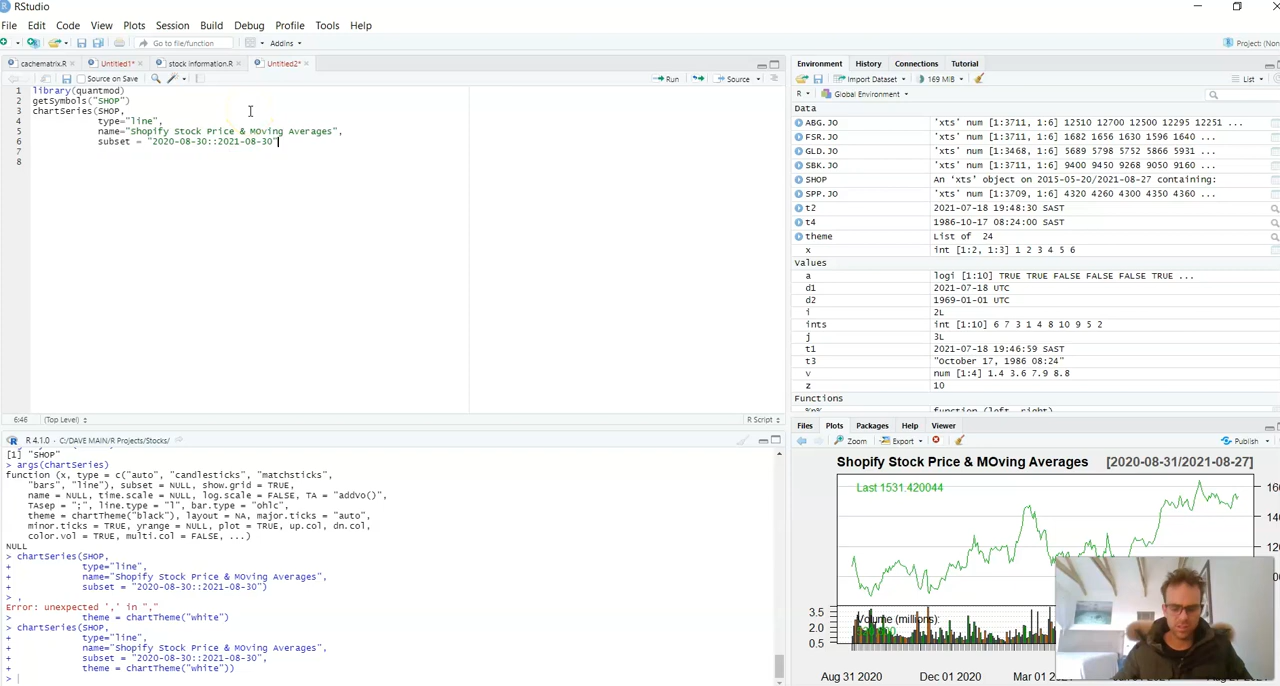 RStudio
File Edit Code View Plots Session Build Debug Profile Tools Help
Go to file/function Addins
Project: (Non
cachematrix.R Untitled1* stock information.R Untitled2*
Source on Save Run Source
1 library(quantmod)
2 getSymbols("SHOP")
3 chartSeries(SHOP,
4 type="line",
5 name="Shopify Stock Price & MOving Averages",
6 subset = "2020-08-30::2021-08-30"
7
8
6:46 (Top Level) R Script
R 4.1.0 · C:/DAVE MAIN/R Projects/Stocks/
[1] "SHOP"
> args(chartSeries)
function (x, type = c("auto", "candlesticks", "matchsticks",
"bars", "line"), subset = NULL, show.grid = TRUE,
name = NULL, time.scale = NULL, log.scale = FALSE, TA = "addVo()",
TAsep = ";", line.type = "l", bar.type = "ohlc",
theme = chartTheme("black"), layout = NA, major.ticks = "auto",
minor.ticks = TRUE, yrange = NULL, plot = TRUE, up.col, dn.col,
color.vol = TRUE, multi.col = FALSE, ...)
NULL
> chartSeries(SHOP,
+ type="line",
+ name="Shopify Stock Price & MOving Averages",
+ subset = "2020-08-30::2021-08-30")
> ,
Error: unexpected ',' in ","
> theme = chartTheme("white")
> chartSeries(SHOP,
+ type="line",
+ name="Shopify Stock Price & MOving Averages",
+ subset = "2020-08-30::2021-08-30",
+ theme = chartTheme("white"))
>
Environment History Connections Tutorial
Import Dataset 169 MiB List
R Global Environment
Data
ABG.JO 'xts' num [1:3711, 1:6] 12510 12700 12500 12295 12251 ...
FSR.JO 'xts' num [1:3711, 1:6] 1682 1656 1630 1596 1640 ...
GLD.JO 'xts' num [1:3468, 1:6] 5689 5798 5752 5866 5931 ...
SBK.JO 'xts' num [1:3711, 1:6] 9400 9450 9268 9050 9160 ...
SHOP An 'xts' object on 2015-05-20/2021-08-27 containing:
SPP.JO 'xts' num [1:3709, 1:6] 4320 4260 4300 4350 4360 ...
t2 2021-07-18 19:48:30 SAST
t4 1986-10-17 08:24:00 SAST
theme List of 24
x int [1:2, 1:3] 1 2 3 4 5 6
Values
a logi [1:10] TRUE TRUE FALSE FALSE FALSE TRUE ...
d1 2021-07-18 UTC
d2 1969-01-01 UTC
i 2L
ints int [1:10] 6 7 3 1 4 8 10 9 5 2
j 3L
t1 2021-07-18 19:46:59 SAST
t3 "October 17, 1986 08:24"
v num [1:4] 1.4 3.6 7.9 8.8
z 10
Functions
%p% function (left, right)
Files Plots Packages Help Viewer
Zoom Export Publish
Shopify Stock Price & MOving Averages [2020-08-31/2021-08-27]
Last 1531.420044
160
140
120
00
3.5
2.0
0.5
Volume (millions):
Aug 31 2020 Dec 01 2020 Mar 01